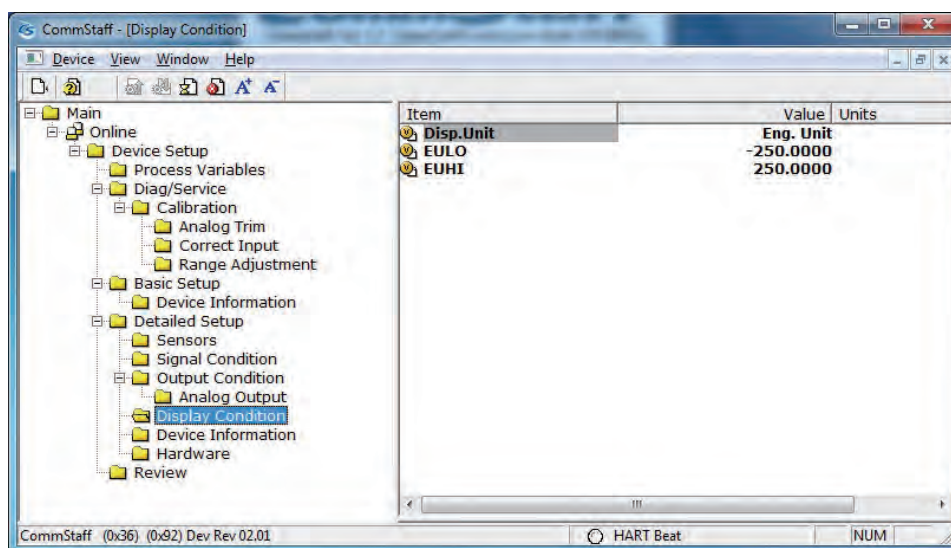 CommStaff - [Display Condition]
Device View Window Help
Main
Online
Device Setup
Process Variables
Diag/Service
Calibration
Analog Trim
Correct Input
Range Adjustment
Basic Setup
Device Information
Detailed Setup
Sensors
Signal Condition
Output Condition
Analog Output
Display Condition
Device Information
Hardware
Review
Item Value Units
Disp.Unit Eng. Unit
EULO -250.0000
EUHI 250.0000
CommStaff (0x36) (0x92) Dev Rev 02.01 HART Beat NUM